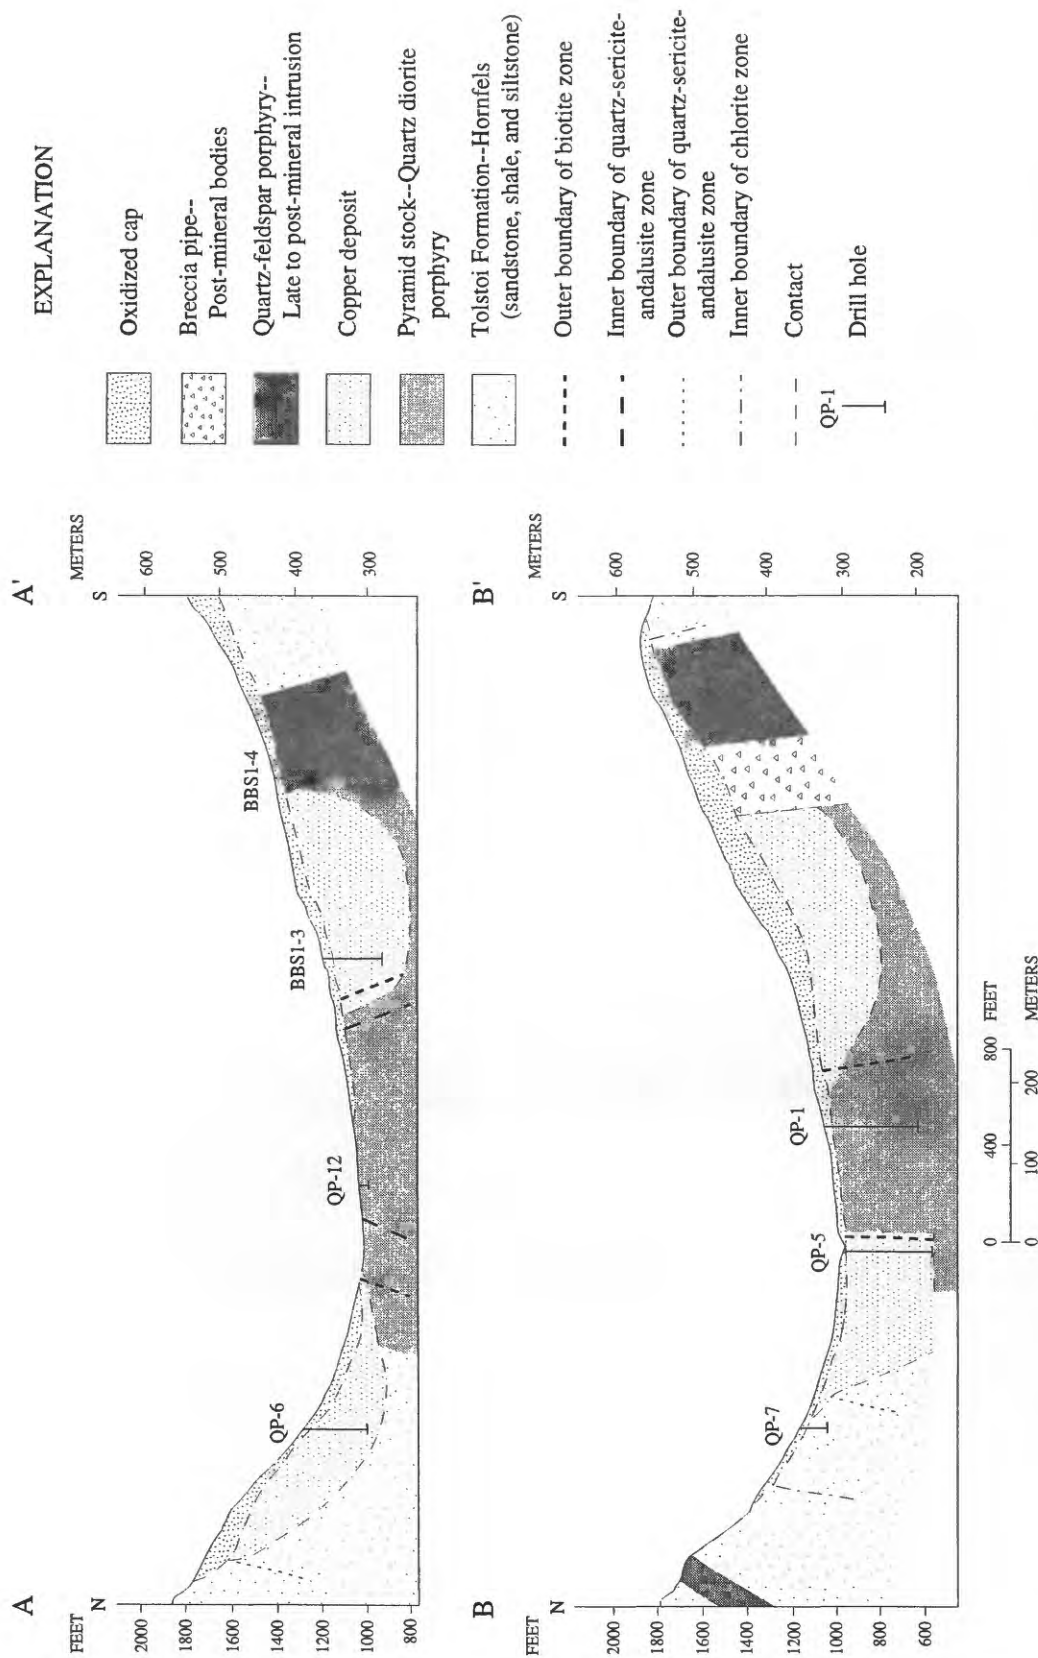 A
A'
FEET
METERS
N
S
2000
1800
1600
1400
1200
1000
800
600
500
400
300
QP-6
QP-12
BBS1-3
BBS1-4
B
B'
FEET
METERS
N
S
2000
1800
1600
1400
1200
1000
800
600
600
500
400
300
200
QP-7
QP-5
QP-1
0
400
800
FEET
0
100
200
METERS
EXPLANATION
Oxidized cap
Breccia pipe--
Post-mineral bodies
Quartz-feldspar porphyry--
Late to post-mineral intrusion
Copper deposit
Pyramid stock--Quartz diorite
porphyry
Tolstoi Formation--Hornfels
(sandstone, shale, and siltstone)
Outer boundary of biotite zone
Inner boundary of quartz-sericite-
andalusite zone
Outer boundary of quartz-sericite-
andalusite zone
Inner boundary of chlorite zone
Contact
QP-1
Drill hole